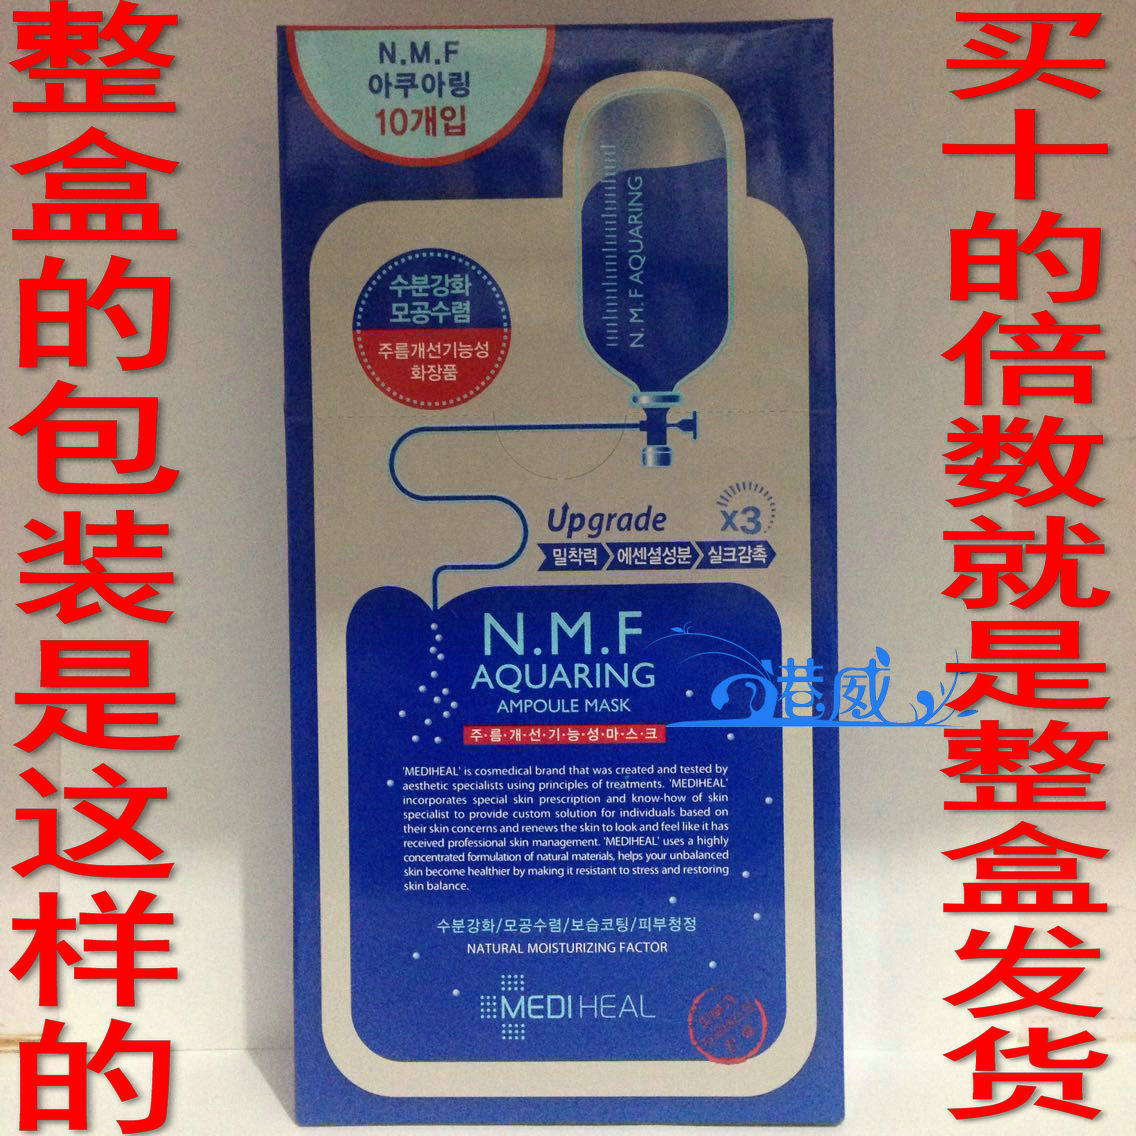 整盒的包装是这样的
买十的倍数就是整盒发货
N.M.F
아쿠아링
10개입
N.M.F AQUARING
수분강화
모공수렴
주름개선기능성
화장품
Upgrade
x3
밀착력
에센셜성분
실크감촉
N.M.F
AQUARING
AMPOULE MASK
주·름·개·선·기·능·성·마·스·크
港威
'MEDIHEAL' is cosmedical brand that was created and tested by
aesthetic specialists using principles of treatments. 'MEDIHEAL'
incorporates special skin prescription and know-how of skin
specialist to provide custom solution for individuals based on
their skin concerns and renews the skin to look and feel like it has
received professional skin management. 'MEDIHEAL' uses a highly
concentrated formulation of natural materials, helps your unbalanced
skin become healthier by making it resistant to stress and restoring
skin balance.
수분강화/모공수렴/보습코팅/피부청정
NATURAL MOISTURIZING FACTOR
MEDIHEAL